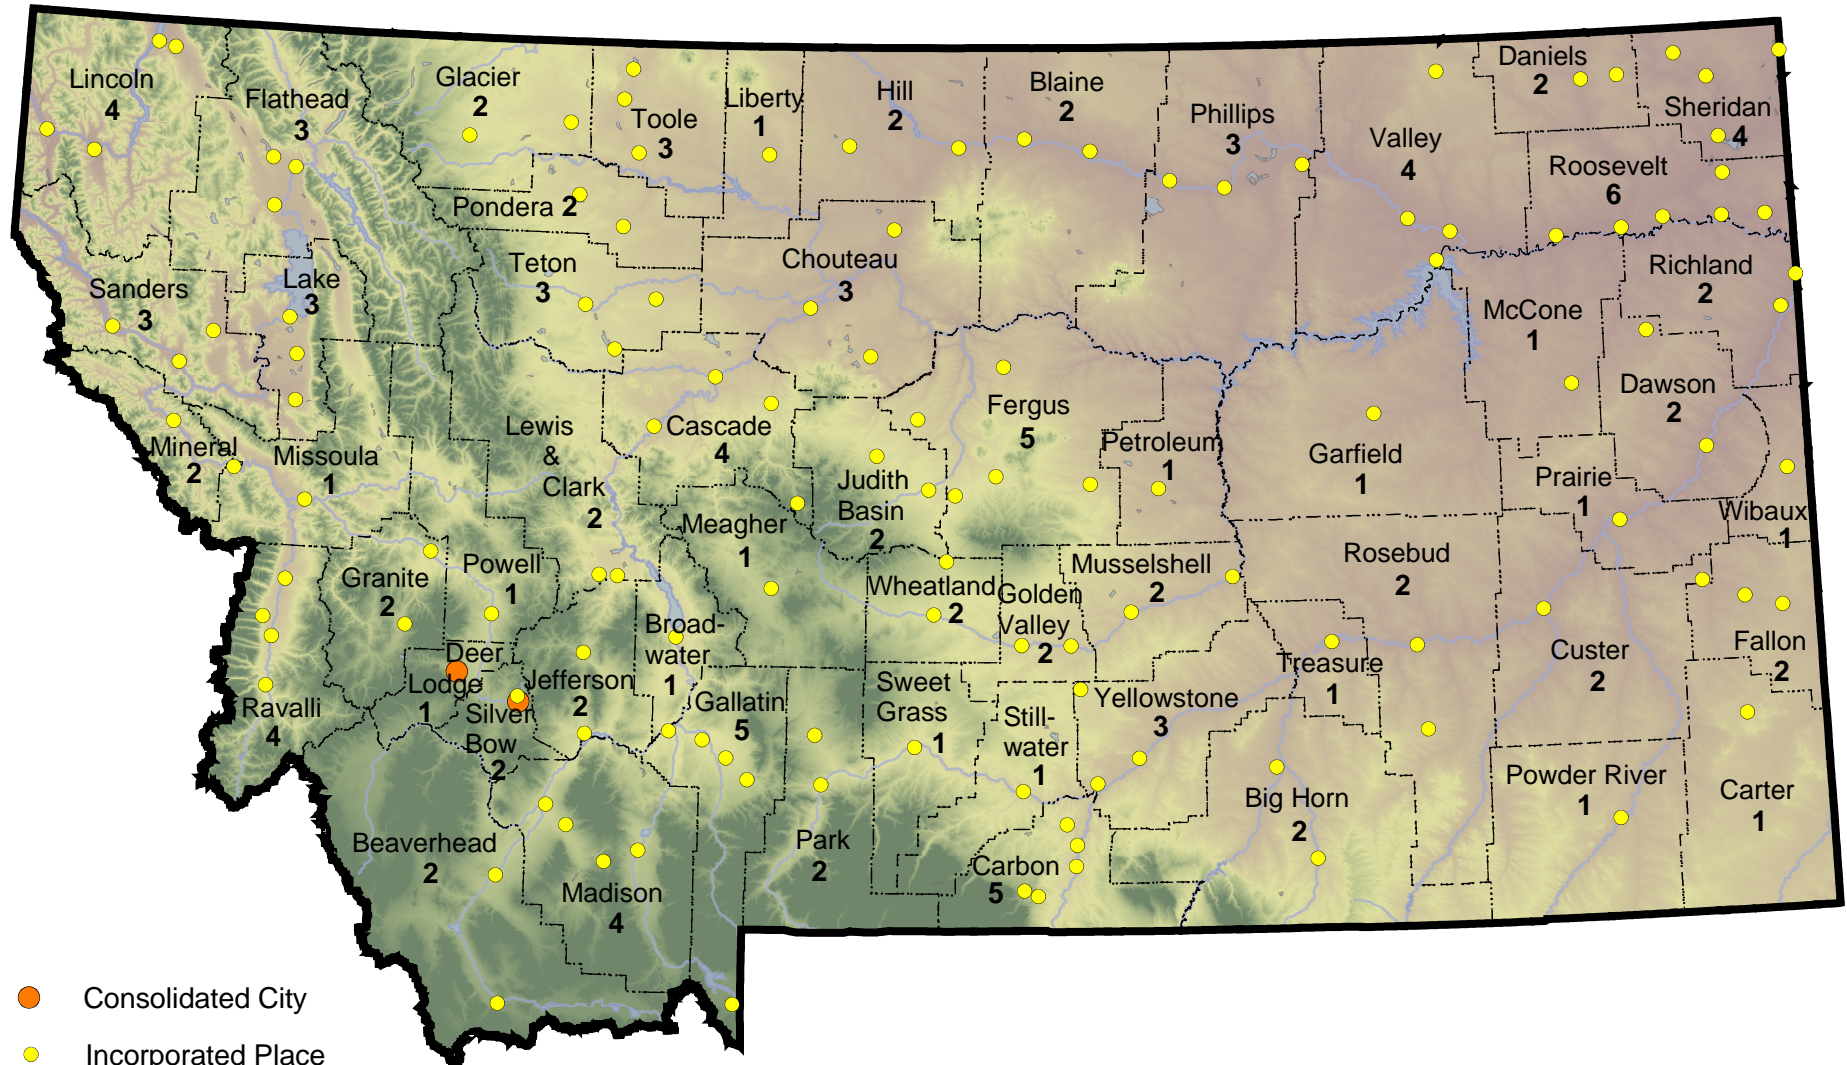 Lincoln
4
Flathead
3
Glacier
2
Toole
3
Liberty
1
Hill
2
Blaine
2
Phillips
3
Valley
4
Daniels
2
Sheridan
4
Roosevelt
6
Pondera 2
Teton
3
Chouteau
3
Sanders
3
Lake
3
Richland
2
McCone
1
Dawson
2
Mineral
2
Missoula
1
Lewis
&
Clark
2
Cascade
4
Judith
Basin
2
Fergus
5
Petroleum
1
Garfield
1
Prairie
1
Wibaux
1
Meagher
1
Granite
2
Powell
1
Wheatland
2
Golden
Valley
2
Musselshell
2
Rosebud
2
Broad-
water
1
Custer
2
Fallon
2
Treasure
1
Deer
Lodge
1
Jefferson
2
Silver
Bow
2
Ravalli
4
Gallatin
5
Sweet
Grass
1
Still-
water
1
Yellowstone
3
Powder River
1
Carter
1
Big Horn
2
Beaverhead
2
Madison
4
Park
2
Carbon
5
Consolidated City
Incorporated Place